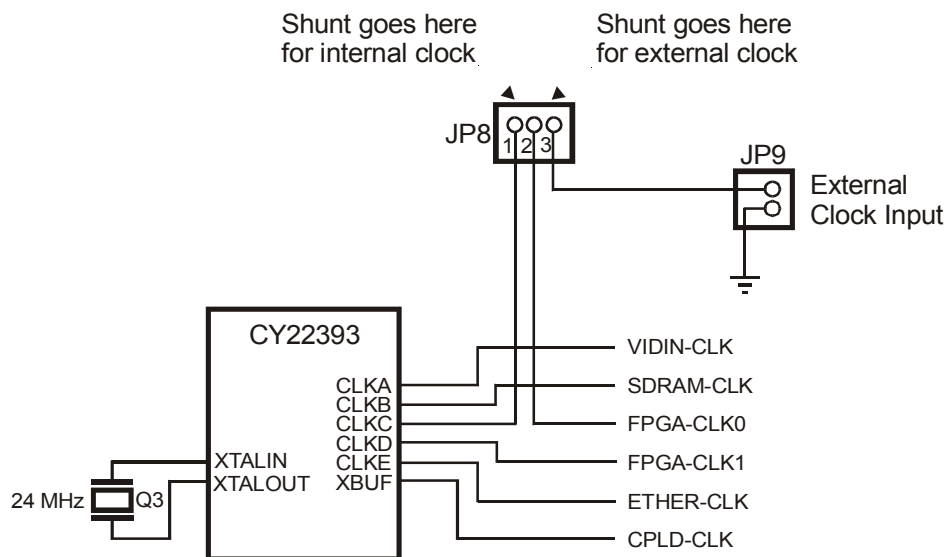 Shunt goes here
for internal clock
Shunt goes here
for external clock
JP8
1 2 3
JP9
External
Clock Input
CY22393
CLKA
CLKB
CLKC
CLKD
CLKE
XBUF
XTALIN
XTALOUT
24 MHz
Q3
VIDIN-CLK
SDRAM-CLK
FPGA-CLK0
FPGA-CLK1
ETHER-CLK
CPLD-CLK